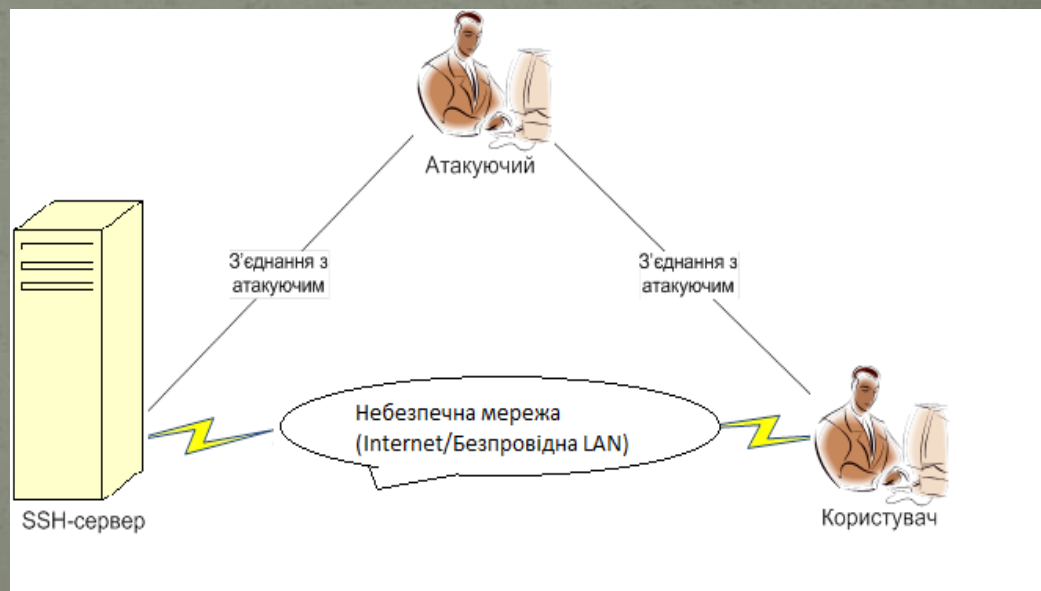 Атакуючий
З'єднання з
атакуючим
З'єднання з
атакуючим
Небезпечна мережа
(Internet/Безпровідна LAN)
SSH-сервер
Користувач